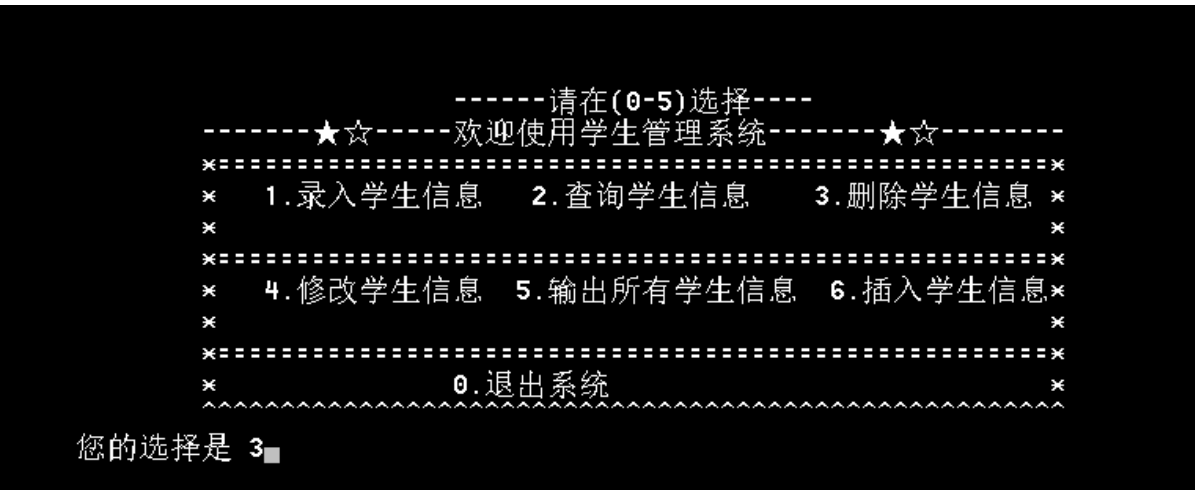 ------请在(0-5)选择----
-------★☆-----欢迎使用学生管理系统-------★☆--------
*=====================================================*
* 1.录入学生信息 2.查询学生信息 3.删除学生信息 *
* *
*=====================================================*
* 4.修改学生信息 5.输出所有学生信息 6.插入学生信息*
* *
*=====================================================*
* 0.退出系统 *
^^^^^^^^^^^^^^^^^^^^^^^^^^^^^^^^^^^^^^^^^^^^^^^^^^^^^^^
您的选择是 3